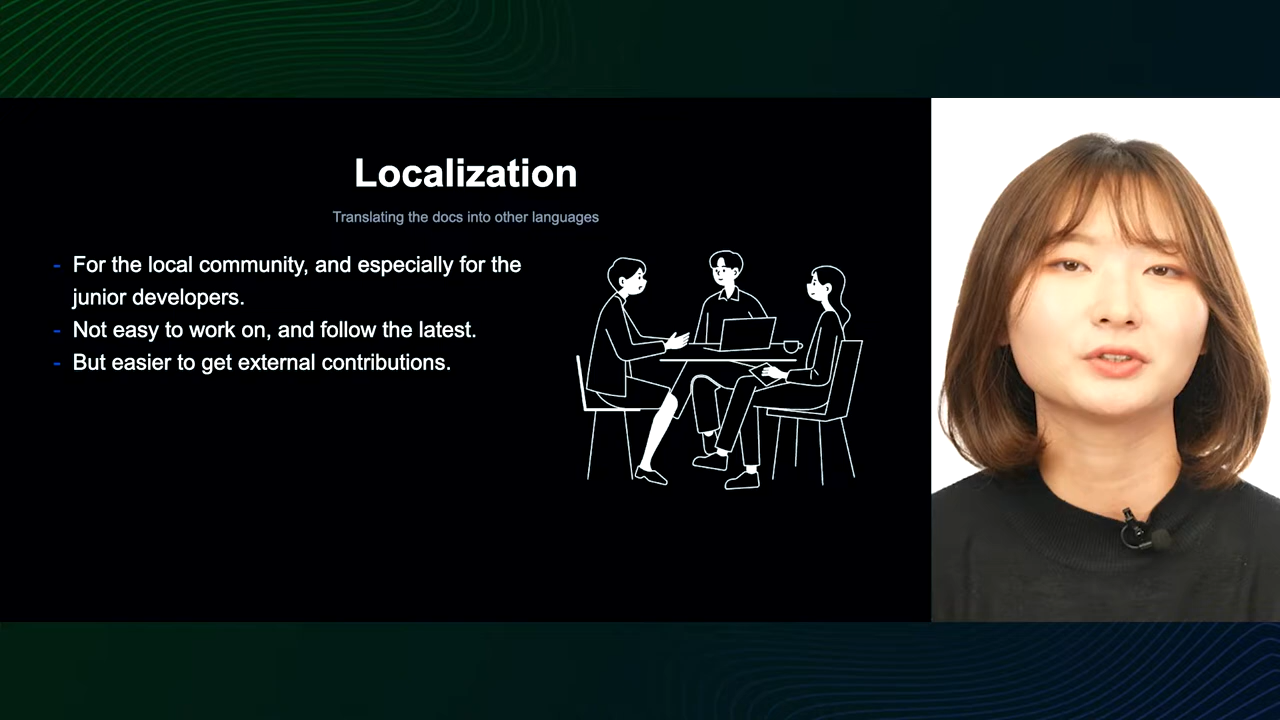 Localization
Translating the docs into other languages
- For the local community, and especially for the
junior developers.
- Not easy to work on, and follow the latest.
- But easier to get external contributions.